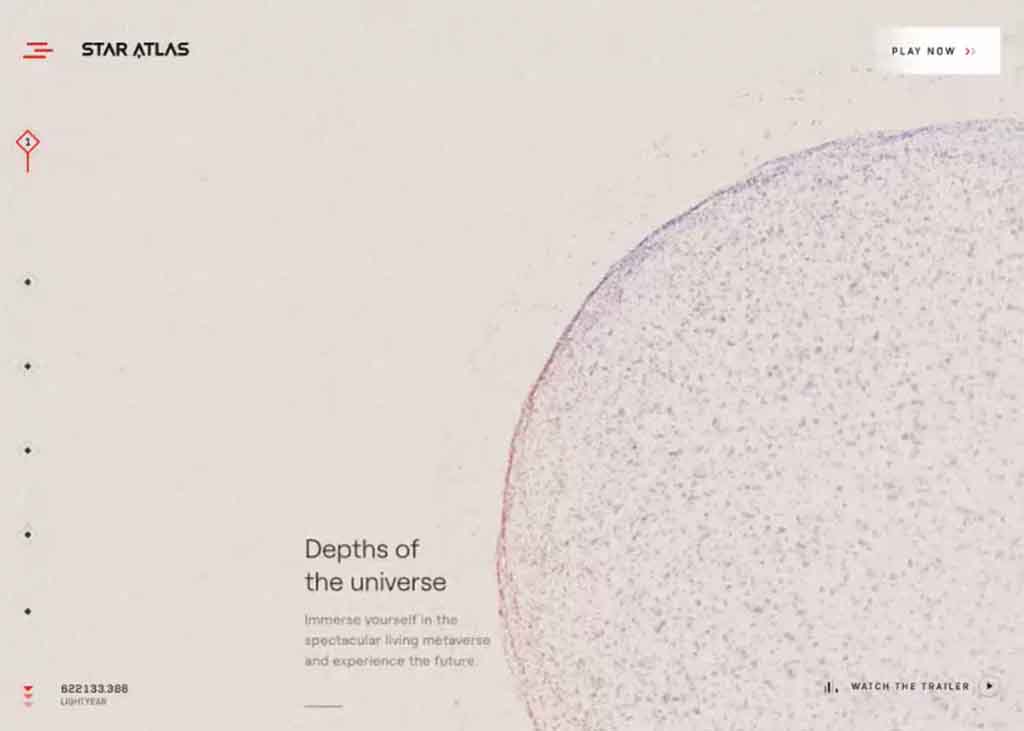 STAR ATLAS
PLAY NOW
1
Depths of
the universe
Immerse yourself in the
spectacular living metaverse
and experience the future.
622133.386
LIGHTYEAR
WATCH THE TRAILER